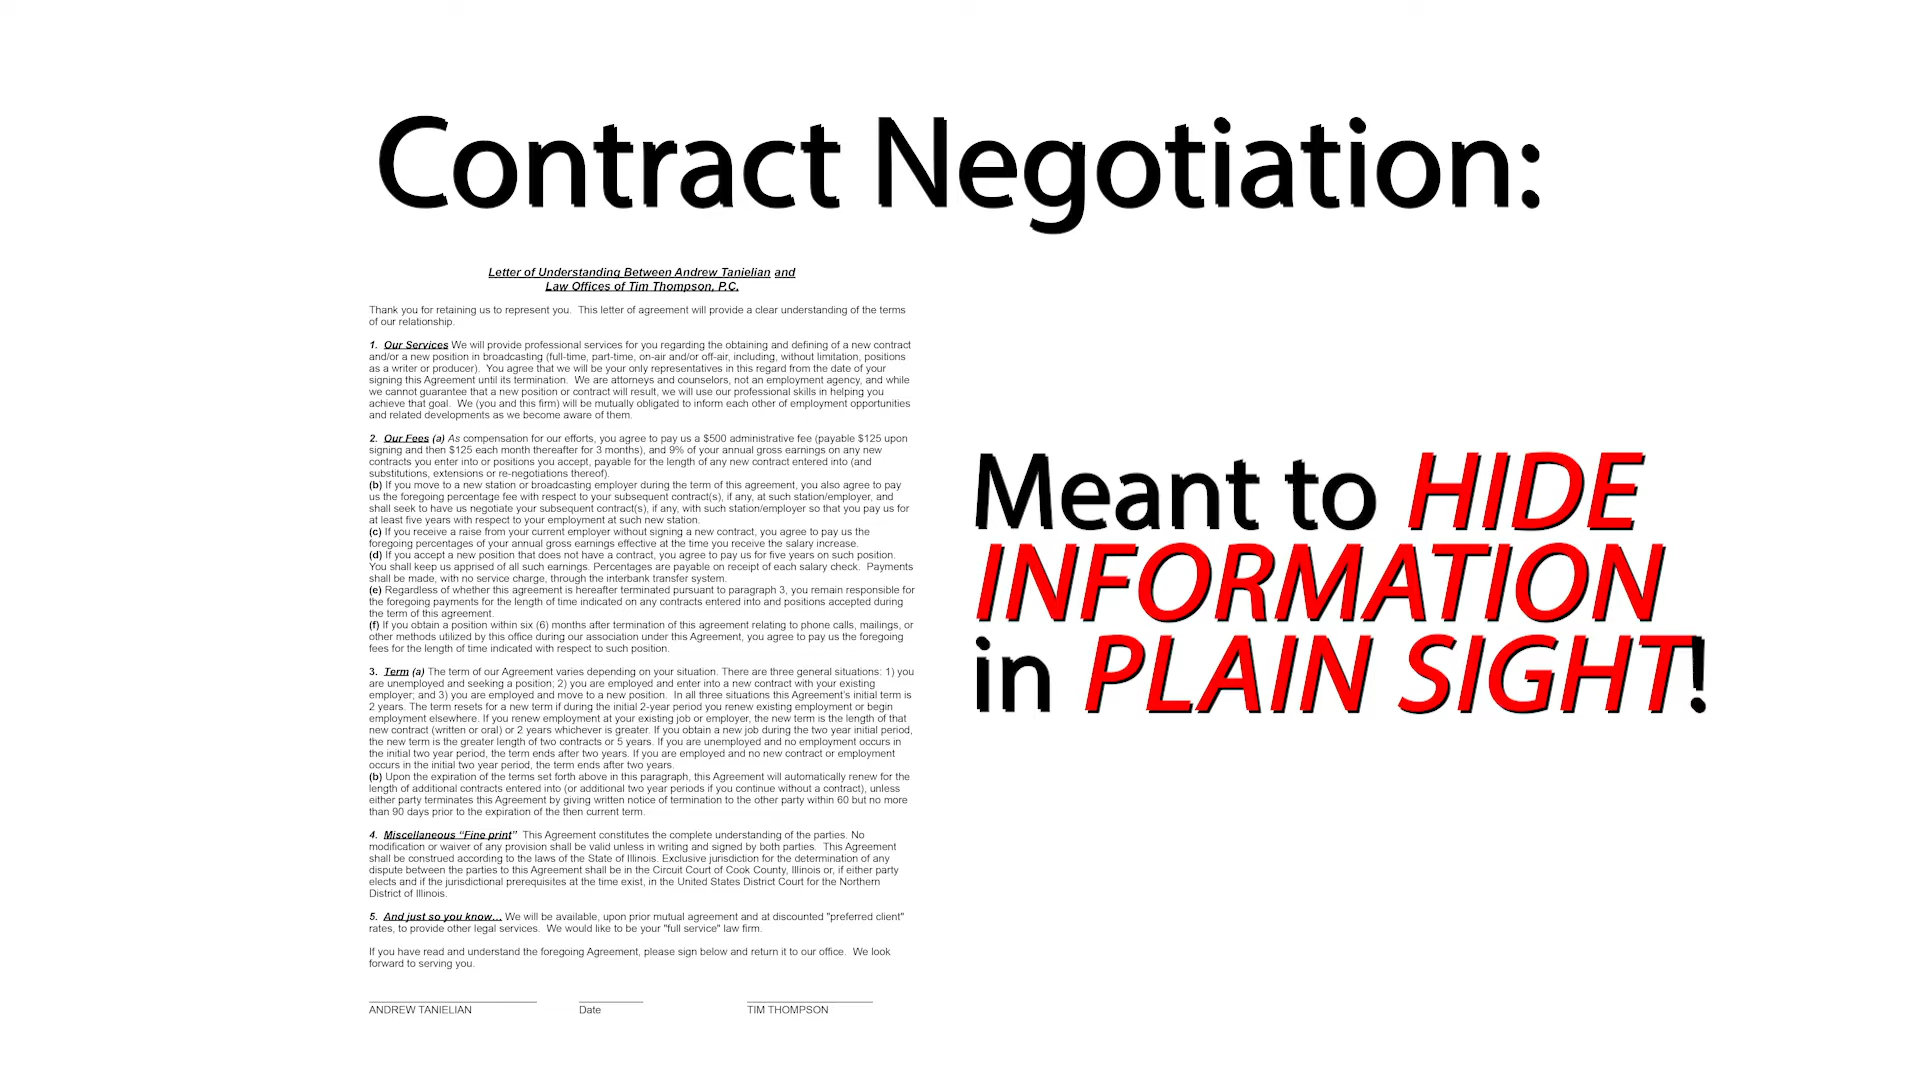 Contract Negotiation:
Letter of Understanding Between Andrew Tanielian and
Law Offices of Tim Thompson, P.C.
Thank you for retaining us to represent you.  This letter of agreement will provide a clear understanding of the terms
of our relationship.
1.  Our Services We will provide professional services for you regarding the obtaining and defining of a new contract
and/or a new position in broadcasting (full-time, part-time, on-air and/or off-air, including, without limitation, positions
as a writer or producer).  You agree that we will be your only representatives in this regard from the date of your
signing this Agreement until its termination.  We are attorneys and counselors, not an employment agency, and while
we cannot guarantee that a new position or contract will result, we will use our professional skills in helping you
achieve that goal.  We (you and this firm) will be mutually obligated to inform each other of employment opportunities
and related developments as we become aware of them.
2.  Our Fees (a) As compensation for our efforts, you agree to pay us a $500 administrative fee (payable $125 upon
signing and then $125 each month thereafter for 3 months), and 9% of your annual gross earnings on any new
contracts you enter into or positions you accept, payable for the length of any new contract entered into (and
substitutions, extensions or re-negotiations thereof).
(b) If you move to a new station or broadcasting employer during the term of this agreement, you also agree to pay
us the foregoing percentage fee with respect to your subsequent contract(s), if any, at such station/employer, and
shall seek to have us negotiate your subsequent contract(s), if any, with such station/employer so that you pay us for
at least five years with respect to your employment at such new station.
(c) If you receive a raise from your current employer without signing a new contract, you agree to pay us the
foregoing percentages of your annual gross earnings effective at the time you receive the salary increase.
(d) If you accept a new position that does not have a contract, you agree to pay us for five years on such position.
You shall keep us apprised of all such earnings. Percentages are payable on receipt of each salary check.  Payments
shall be made, with no service charge, through the interbank transfer system.
(e) Regardless of whether this agreement is hereafter terminated pursuant to paragraph 3, you remain responsible for
the foregoing payments for the length of time indicated on any contracts entered into and positions accepted during
the term of this agreement.
(f) If you obtain a position within six (6) months after termination of this agreement relating to phone calls, mailings, or
other methods utilized by this office during our association under this Agreement, you agree to pay us the foregoing
fees for the length of time indicated with respect to such position.
3.  Term (a) The term of our Agreement varies depending on your situation. There are three general situations: 1) you
are unemployed and seeking a position; 2) you are employed and enter into a new contract with your existing
employer; and 3) you are employed and move to a new position.  In all three situations this Agreement's initial term is
2 years. The term resets for a new term if during the initial 2-year period you renew existing employment or begin
employment elsewhere. If you renew employment at your existing job or employer, the new term is the length of that
new contract (written or oral) or 2 years whichever is greater. If you obtain a new job during the two year initial period,
the new term is the greater length of two contracts or 5 years. If you are unemployed and no employment occurs in
the initial two year period, the term ends after two years. If you are employed and no new contract or employment
occurs in the initial two year period, the term ends after two years.
(b) Upon the expiration of the terms set forth above in this paragraph, this Agreement will automatically renew for the
length of additional contracts entered into (or additional two year periods if you continue without a contract), unless
either party terminates this Agreement by giving written notice of termination to the other party within 60 but no more
than 90 days prior to the expiration of the then current term.
4.  Miscellaneous “Fine print”  This Agreement constitutes the complete understanding of the parties. No
modification or waiver of any provision shall be valid unless in writing and signed by both parties.  This Agreement
shall be construed according to the laws of the State of Illinois. Exclusive jurisdiction for the determination of any
dispute between the parties to this Agreement shall be in the Circuit Court of Cook County, Illinois or, if either party
elects and if the jurisdictional prerequisites at the time exist, in the United States District Court for the Northern
District of Illinois.
5.  And just so you know… We will be available, upon prior mutual agreement and at discounted "preferred client"
rates, to provide other legal services.  We would like to be your "full service" law firm.
If you have read and understand the foregoing Agreement, please sign below and return it to our office.  We look
forward to serving you.
ANDREW TANIELIAN Date TIM THOMPSON
Meant to HIDE
INFORMATION
in PLAIN SIGHT!